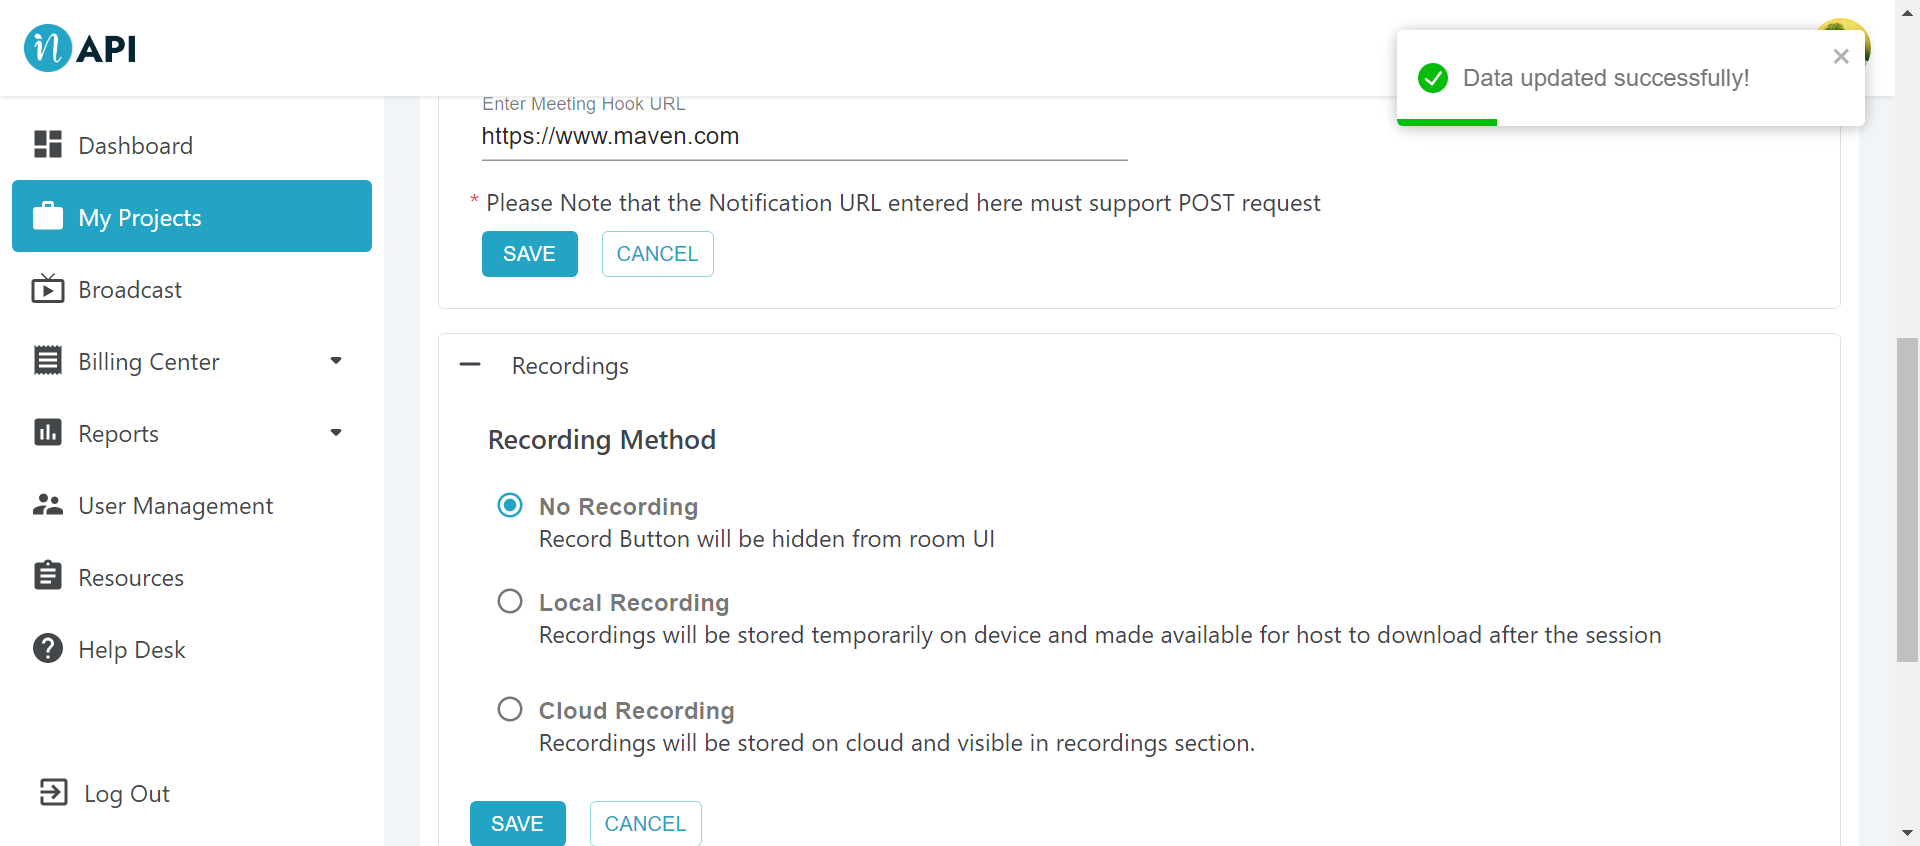 n API
Data updated successfully!
Dashboard
My Projects
Broadcast
Billing Center
Reports
User Management
Resources
Help Desk
Log Out
Enter Meeting Hook URL
https://www.maven.com
* Please Note that the Notification URL entered here must support POST request
SAVE CANCEL
Recordings
Recording Method
No Recording
Record Button will be hidden from room UI
Local Recording
Recordings will be stored temporarily on device and made available for host to download after the session
Cloud Recording
Recordings will be stored on cloud and visible in recordings section.
SAVE CANCEL